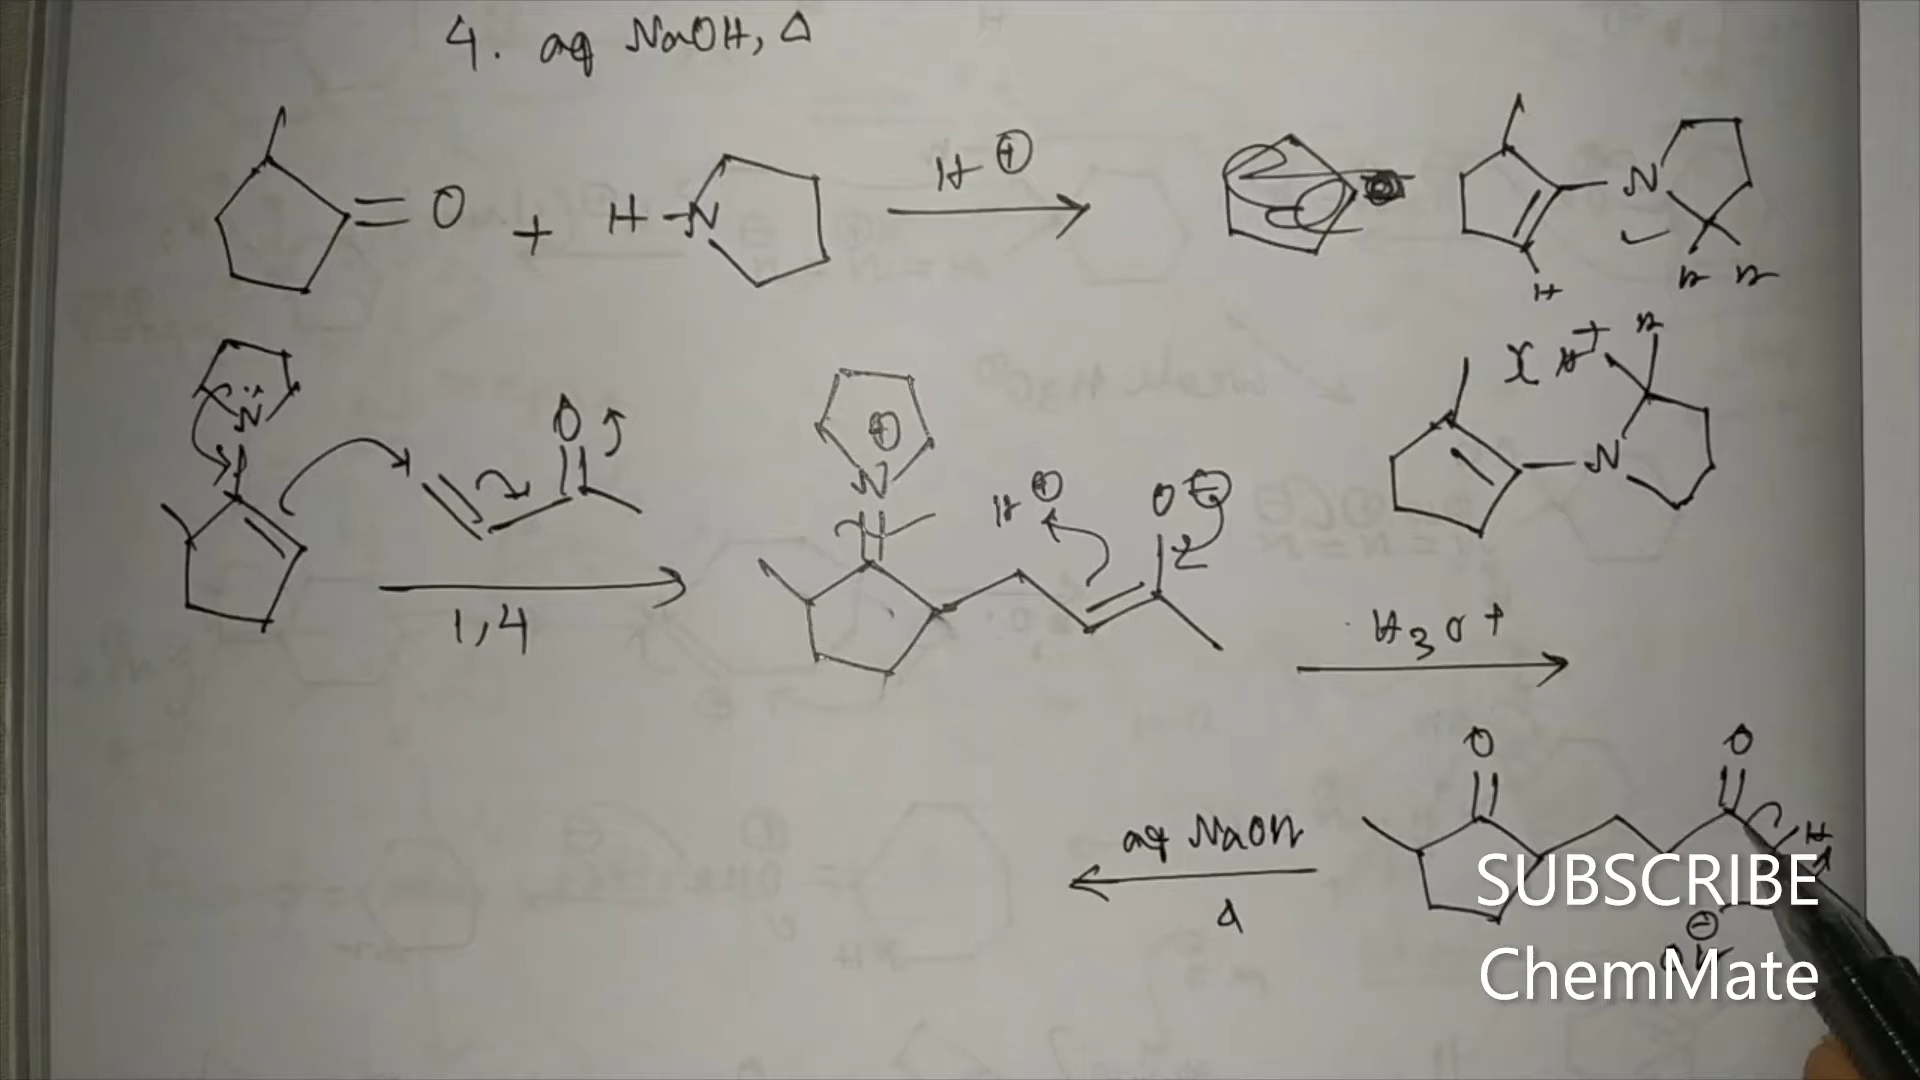 4. aq NaOH, Δ
O + H-N H⊕ N
H H H
N O N⊕ H⊕ O⊖ X H H N
1,4 H3O+
O O
aq NaOH H
Δ ⊖
SUBSCRIBE
ChemMate